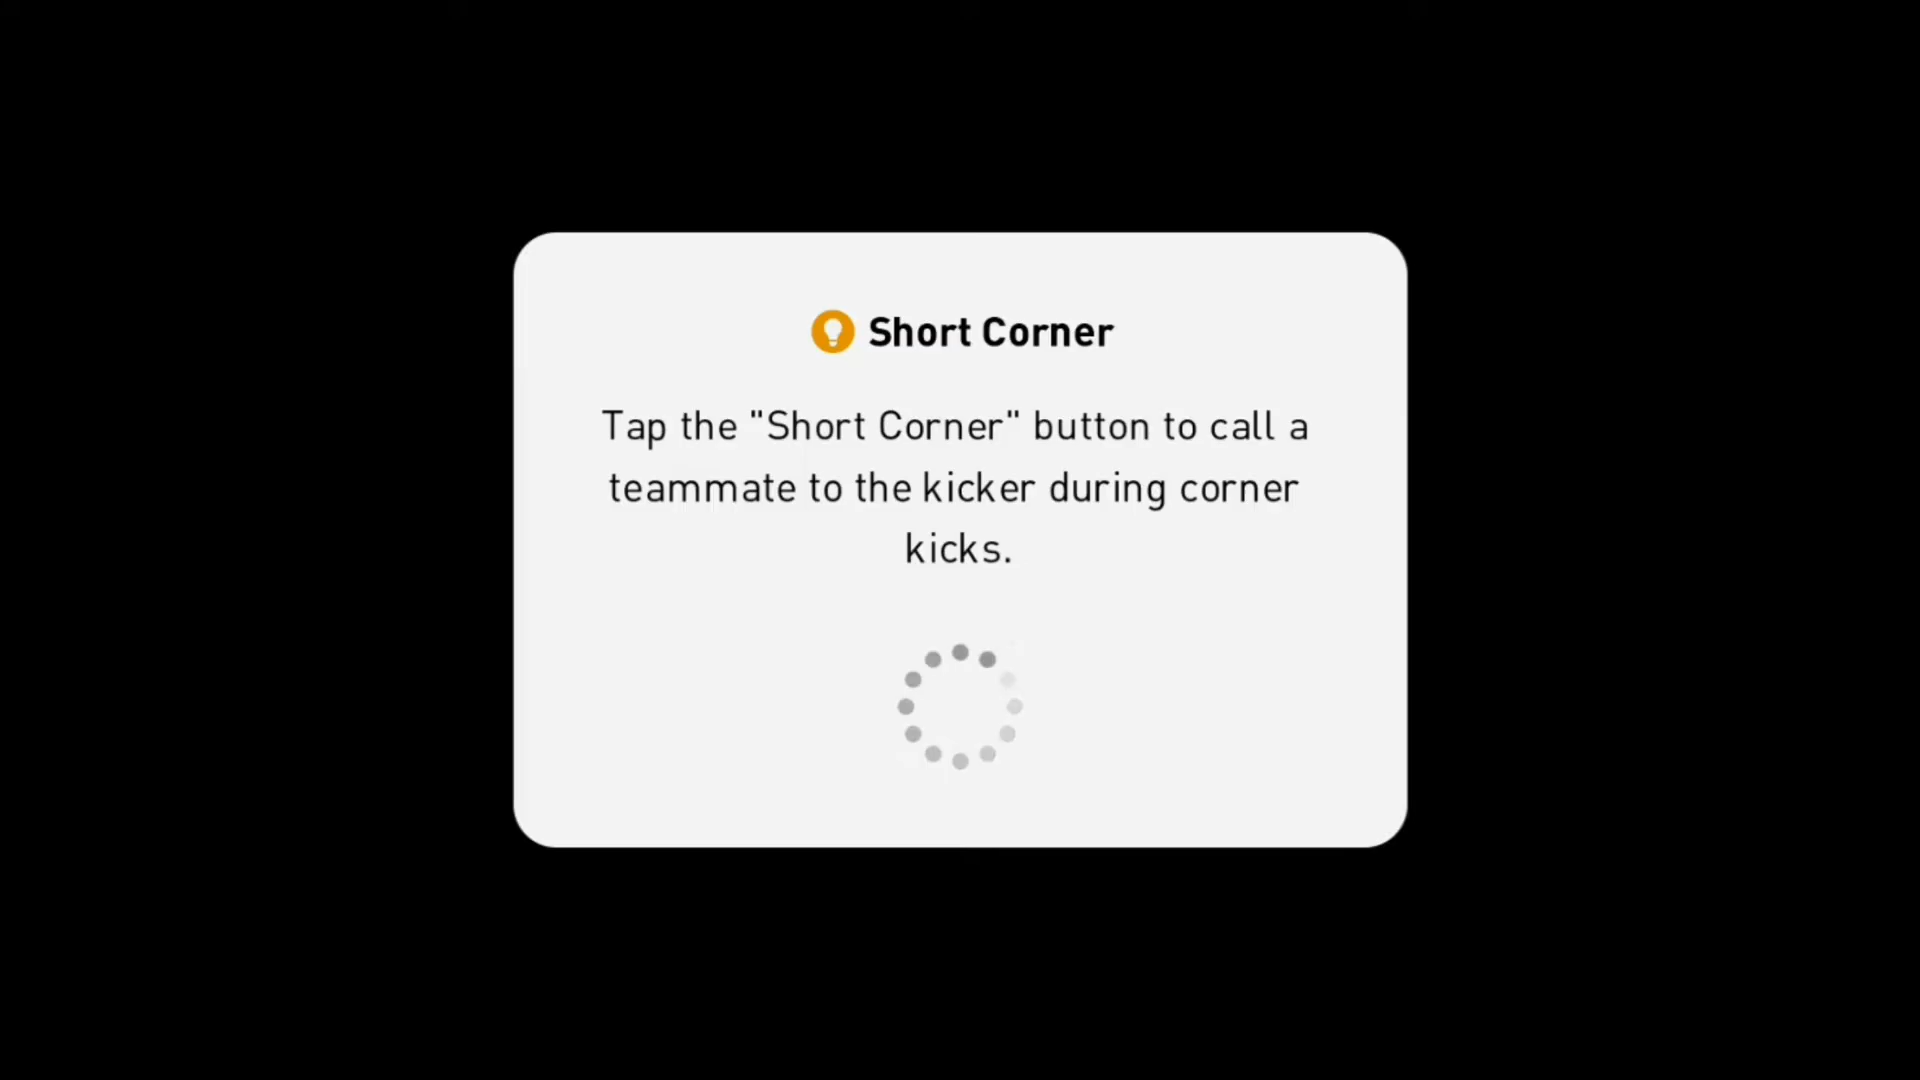 Short Corner
Tap the "Short Corner" button to call a
teammate to the kicker during corner
kicks.